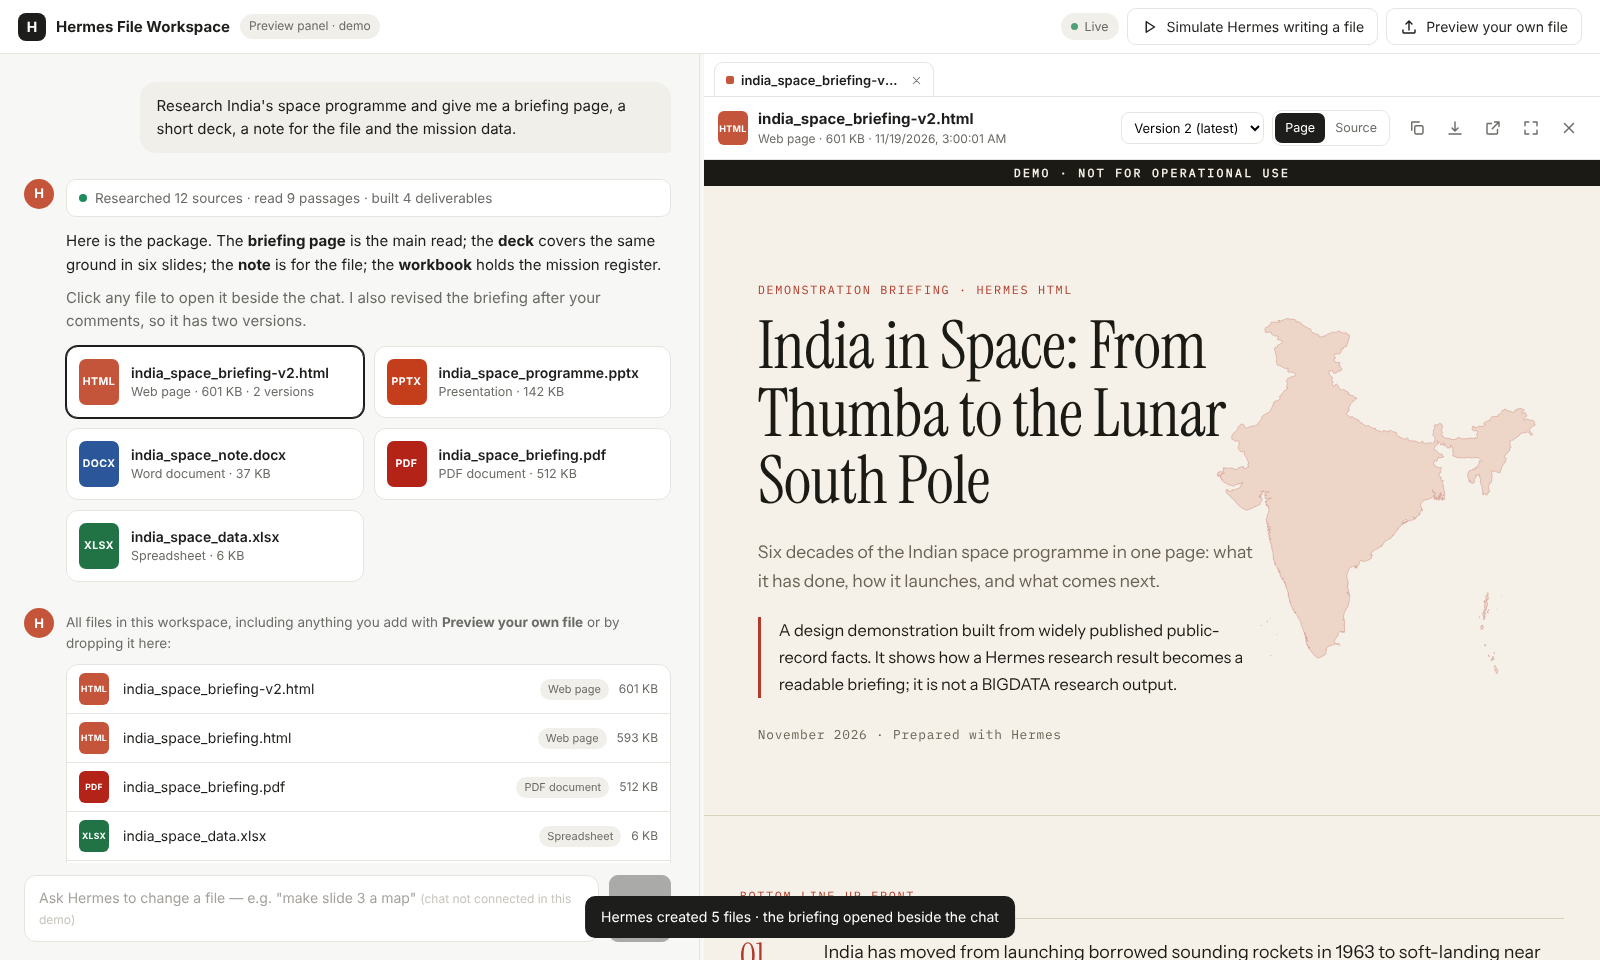 H Hermes File Workspace Preview panel · demo
Live Simulate Hermes writing a file Preview your own file
Research India's space programme and give me a briefing page, a
short deck, a note for the file and the mission data.
H
Researched 12 sources · read 9 passages · built 4 deliverables
Here is the package. The briefing page is the main read; the deck covers the same
ground in six slides; the note is for the file; the workbook holds the mission register.
Click any file to open it beside the chat. I also revised the briefing after your
comments, so it has two versions.
HTML india_space_briefing-v2.html
Web page · 601 KB · 2 versions
PPTX india_space_programme.pptx
Presentation · 142 KB
DOCX india_space_note.docx
Word document · 37 KB
PDF india_space_briefing.pdf
PDF document · 512 KB
XLSX india_space_data.xlsx
Spreadsheet · 6 KB
H
All files in this workspace, including anything you add with Preview your own file or by
dropping it here:
HTML india_space_briefing-v2.html Web page 601 KB
HTML india_space_briefing.html Web page 593 KB
PDF india_space_briefing.pdf PDF document 512 KB
XLSX india_space_data.xlsx Spreadsheet 6 KB
Ask Hermes to change a file — e.g. "make slide 3 a map" (chat not connected in this
demo)
Hermes created 5 files · the briefing opened beside the chat
india_space_briefing-v...
HTML india_space_briefing-v2.html
Web page · 601 KB · 11/19/2026, 3:00:01 AM
Version 2 (latest) Page Source
DEMO · NOT FOR OPERATIONAL USE
DEMONSTRATION BRIEFING · HERMES HTML
India in Space: From
Thumba to the Lunar
South Pole
Six decades of the Indian space programme in one page: what
it has done, how it launches, and what comes next.
A design demonstration built from widely published public-
record facts. It shows how a Hermes research result becomes a
readable briefing; it is not a BIGDATA research output.
November 2026 · Prepared with Hermes
BOTTOM LINE UP FRONT
01 India has moved from launching borrowed sounding rockets in 1963 to soft-landing near